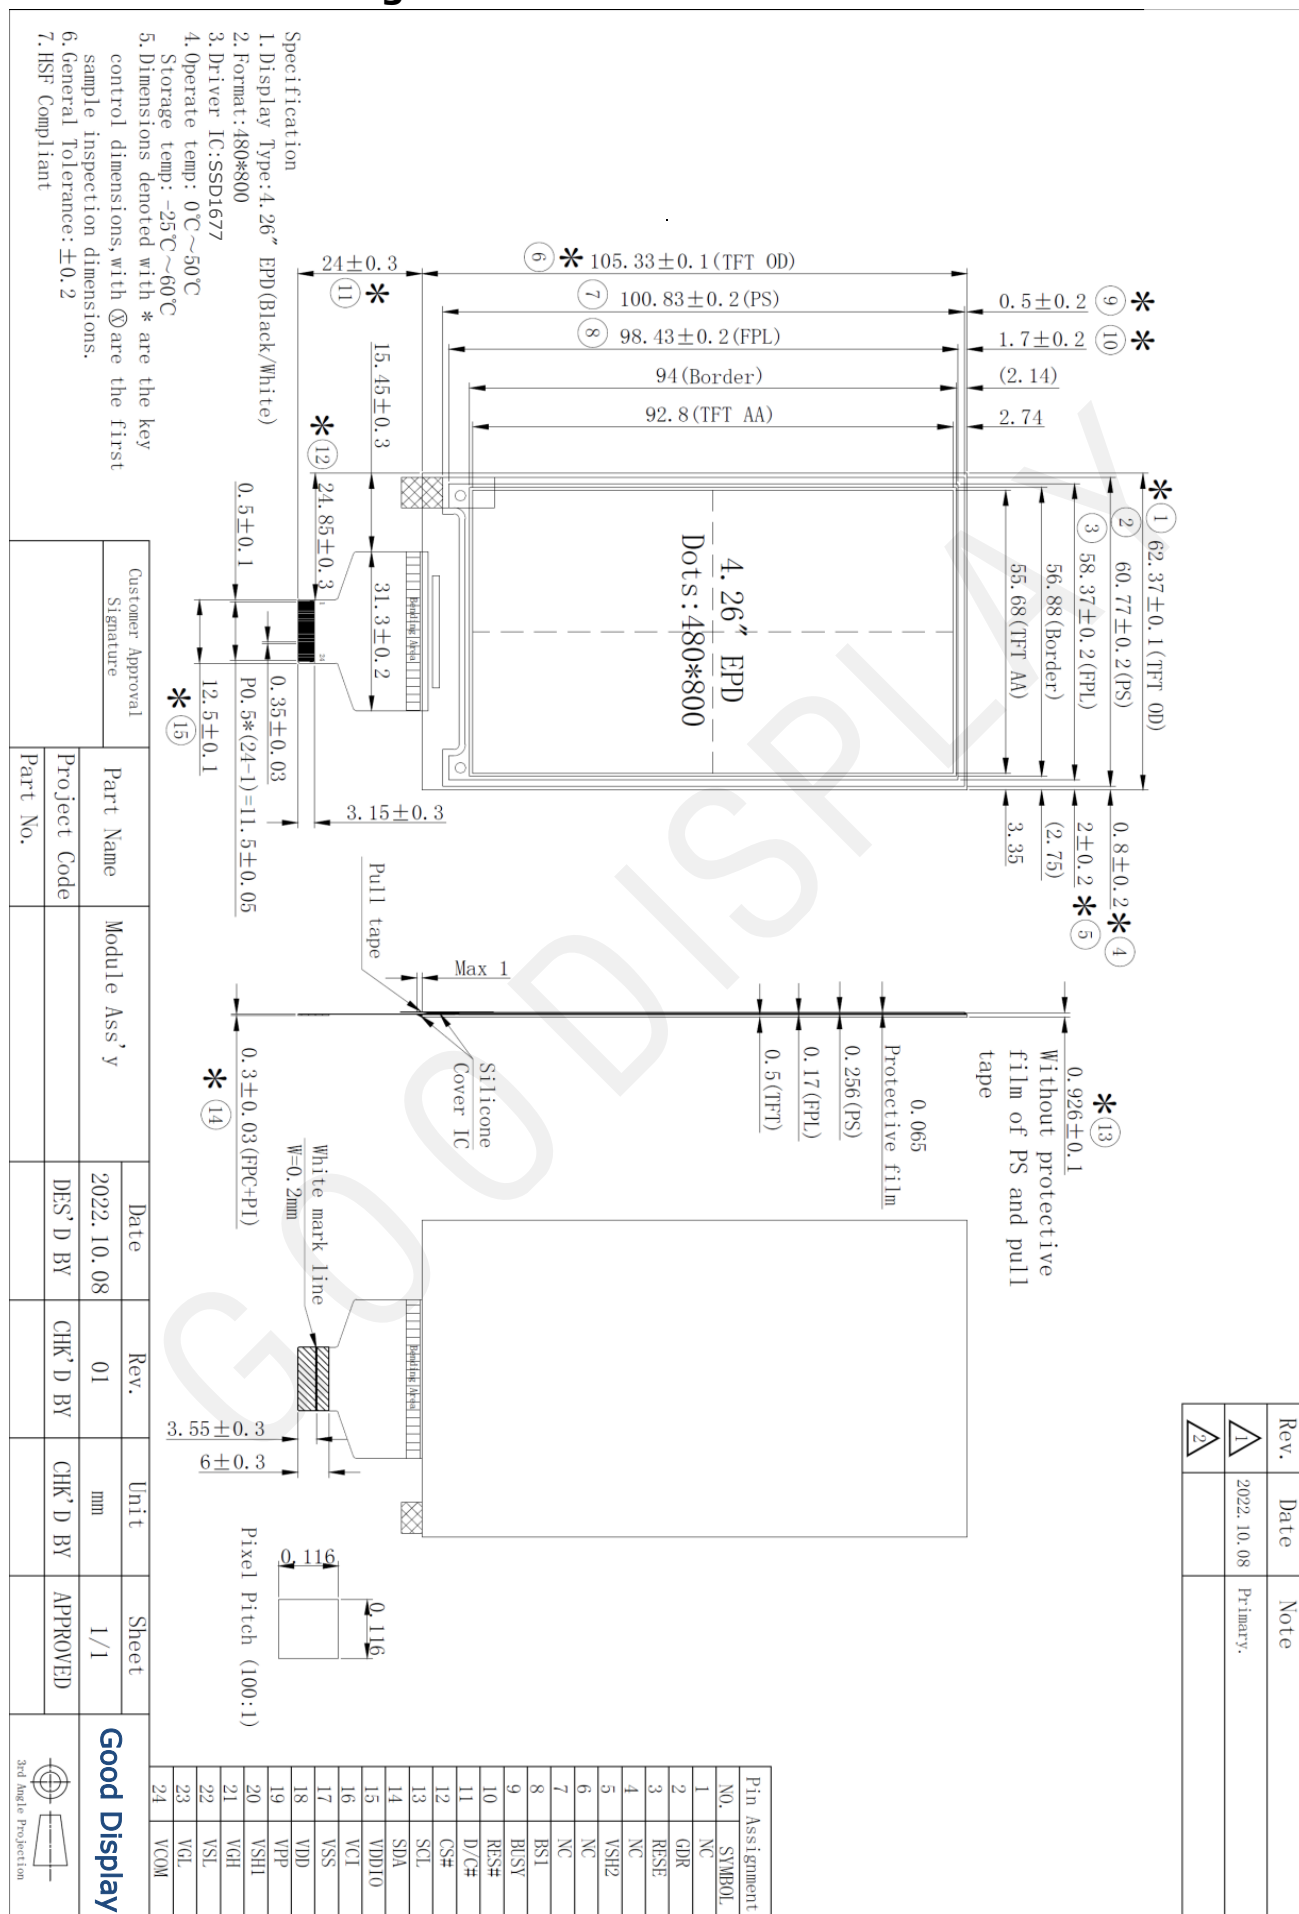 Specification
1.Display Type:4.26″ EPD(Black/White)
2.Format:480*800
3.Driver IC:SSD1677
4.Operate temp: 0℃～50℃
Storage temp: -25℃～60℃
5.Dimensions denoted with * are the key
control dimensions,with Ⓧ are the first
sample inspection dimensions.
6.General Tolerance:±0.2
7.HSF Compliant
⑥ * 105.33±0.1(TFT OD)
⑦ 100.83±0.2(PS)
⑧ 98.43±0.2(FPL)
94(Border)
92.8(TFT AA)
0.5±0.2 ⑨ *
1.7±0.2 ⑩ *
(2.14)
2.74
24±0.3
⑪ *
15.45±0.3
* ⑫ 24.85±0.3
0.5±0.1
31.3±0.2
Bending Area
1
24
* ① 62.37±0.1(TFT OD)
② 60.77±0.2(PS)
③ 58.37±0.2(FPL)
56.88(Border)
55.68(TFT AA)
4.26″ EPD
Dots:480*800
0.8±0.2 * ④
2±0.2 * ⑤
(2.75)
3.35
0.35±0.03
P0.5*(24-1)=11.5±0.05
12.5±0.1
* ⑮
3.15±0.3
Pull tape
Max 1
Silicone
Cover IC
0.3±0.03(FPC+PI)
* ⑭
0.5(TFT)
0.17(FPL)
0.256(PS)
0.065
Protective film
* ⑬
0.926±0.1
Without protective
film of PS and pull
tape
White mark line
W=0.2mm
Bending Area
3.55±0.3
6±0.3
0.116
0.116
Pixel Pitch (100:1)
Rev. Date Note
1 2022.10.08 Primary.
2
Pin Assignment
NO. SYMBOL
1 NC
2 GDR
3 RESE
4 NC
5 VSH2
6 NC
7 NC
8 BS1
9 BUSY
10 RES#
11 D/C#
12 CS#
13 SCL
14 SDA
15 VDDIO
16 VCI
17 VSS
18 VDD
19 VPP
20 VSH1
21 VGH
22 VSL
23 VGL
24 VCOM
Customer Approval
Signature
Part Name
Module Ass'y
Project Code
Part No.
Date Rev. Unit Sheet
2022.10.08 01 mm 1/1
DES'D BY CHK'D BY CHK'D BY APPROVED
Good Display
3rd Angle Projection
GOODISPLAY